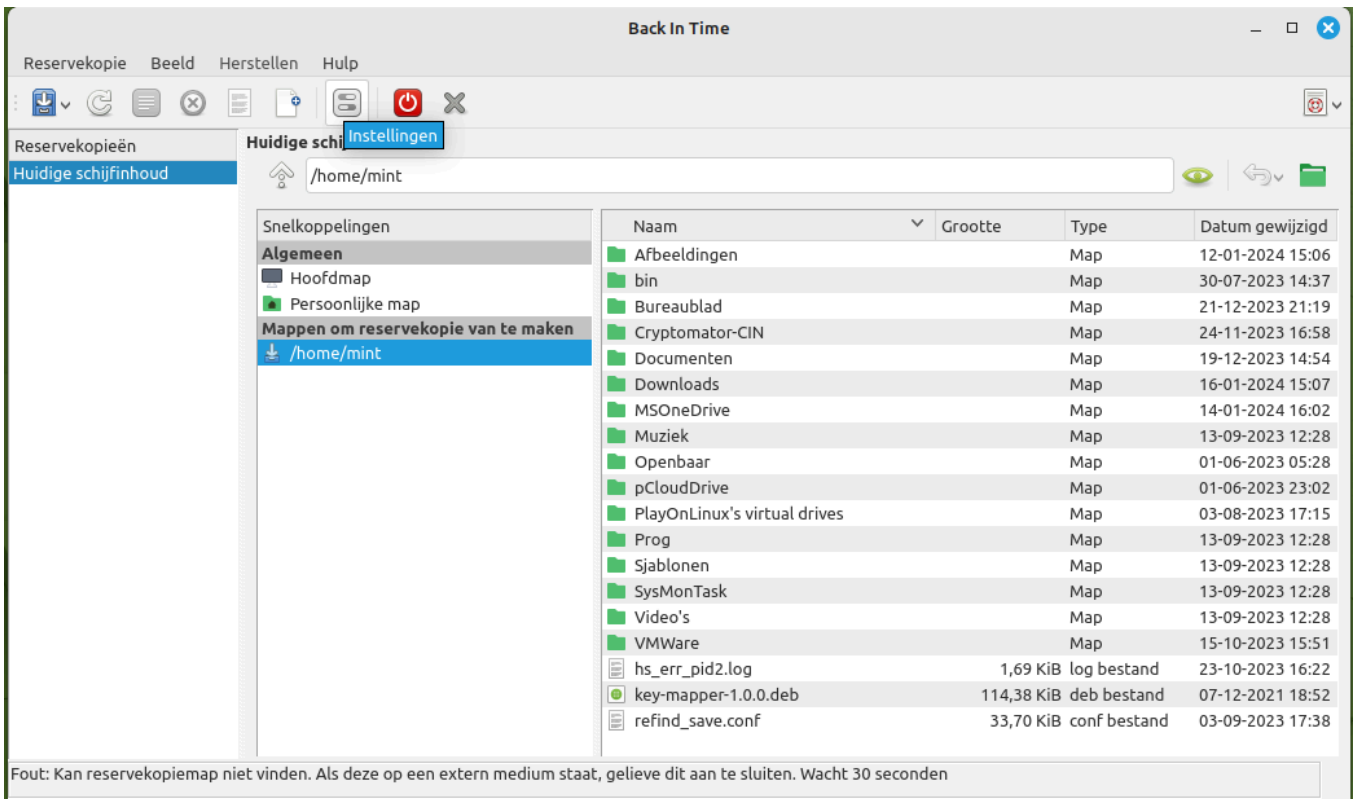 Back In Time
Reservekopie Beeld Herstellen Hulp
Instellingen
Reservekopieën
Huidige schijfinhoud
Huidige schij
/home/mint
Snelkoppelingen
Algemeen
Hoofdmap
Persoonlijke map
Mappen om reservekopie van te maken
/home/mint
Naam Grootte Type Datum gewijzigd
Afbeeldingen Map 12-01-2024 15:06
bin Map 30-07-2023 14:37
Bureaublad Map 21-12-2023 21:19
Cryptomator-CIN Map 24-11-2023 16:58
Documenten Map 19-12-2023 14:54
Downloads Map 16-01-2024 15:07
MSOneDrive Map 14-01-2024 16:02
Muziek Map 13-09-2023 12:28
Openbaar Map 01-06-2023 05:28
pCloudDrive Map 01-06-2023 23:02
PlayOnLinux's virtual drives Map 03-08-2023 17:15
Prog Map 13-09-2023 12:28
Sjablonen Map 13-09-2023 12:28
SysMonTask Map 13-09-2023 12:28
Video's Map 13-09-2023 12:28
VMWare Map 15-10-2023 15:51
hs_err_pid2.log 1,69 KiB log bestand 23-10-2023 16:22
key-mapper-1.0.0.deb 114,38 KiB deb bestand 07-12-2021 18:52
refind_save.conf 33,70 KiB conf bestand 03-09-2023 17:38
Fout: Kan reservekopiemap niet vinden. Als deze op een extern medium staat, gelieve dit aan te sluiten. Wacht 30 seconden